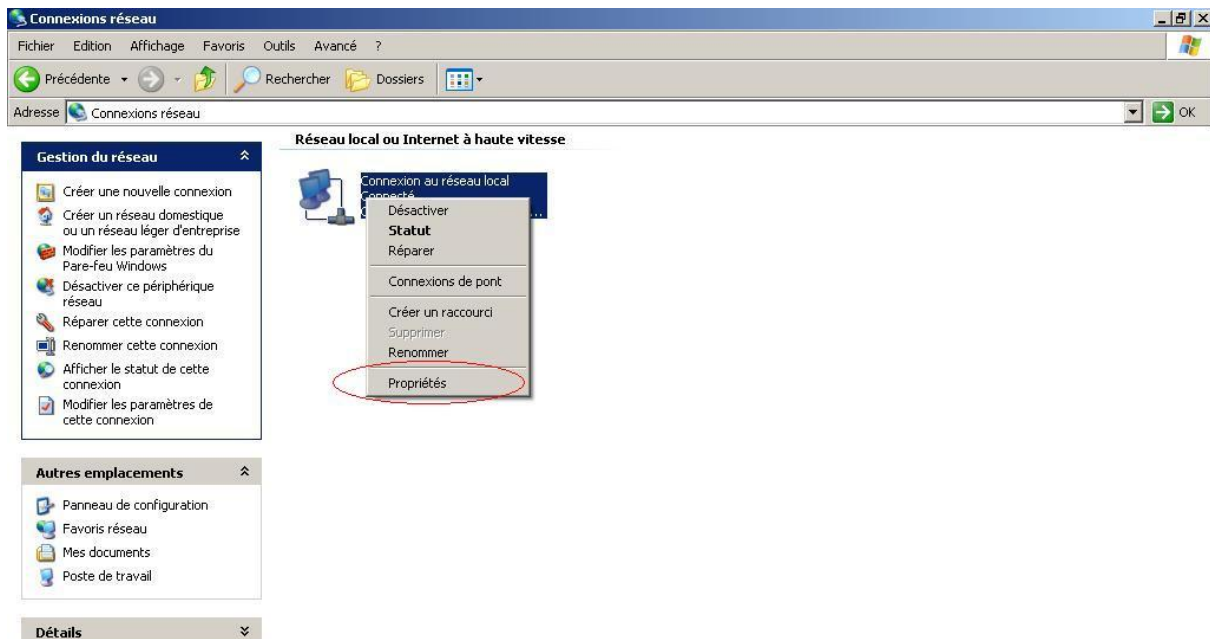 Connexions réseau
Fichier Edition Affichage Favoris Outils Avancé ?
Précédente Rechercher Dossiers
Adresse Connexions réseau OK
Gestion du réseau
Créer une nouvelle connexion
Créer un réseau domestique
ou un réseau léger d'entreprise
Modifier les paramètres du
Pare-feu Windows
Désactiver ce périphérique
réseau
Réparer cette connexion
Renommer cette connexion
Afficher le statut de cette
connexion
Modifier les paramètres de
cette connexion
Autres emplacements
Panneau de configuration
Favoris réseau
Mes documents
Poste de travail
Détails
Réseau local ou Internet à haute vitesse
Connexion au réseau local
Connecté
...
Désactiver
Statut
Réparer
Connexions de pont
Créer un raccourci
Supprimer
Renommer
Propriétés